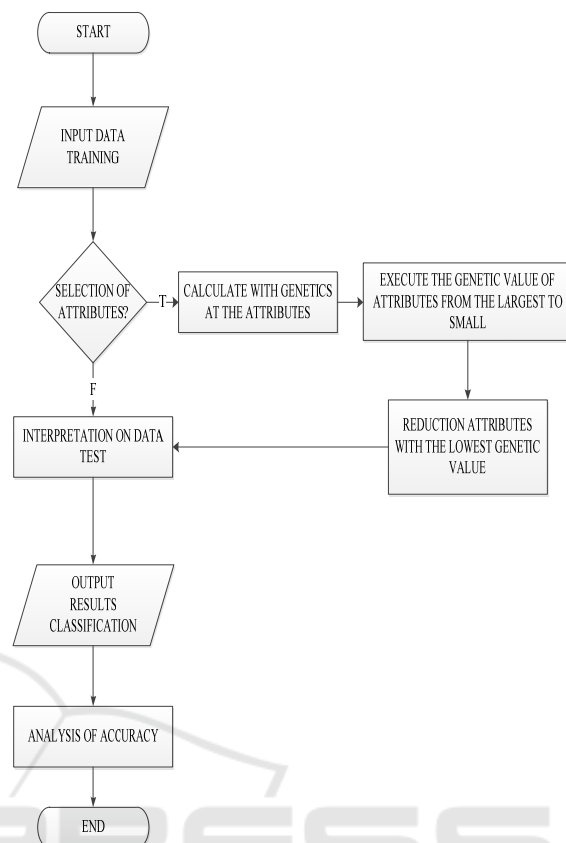 START
INPUT DATA
TRAINING
SELECTION OF
ATTRIBUTES?
T
CALCULATE WITH GENETICS
AT THE ATTRIBUTES
EXECUTE THE GENETIC VALUE OF
ATTRIBUTES FROM THE LARGEST TO
SMALL
F
REDUCTION ATTRIBUTES
WITH THE LOWEST GENETIC
VALUE
INTERPRETATION ON DATA
TEST
OUTPUT
RESULTS
CLASSIFICATION
ANALYSIS OF ACCURACY
END